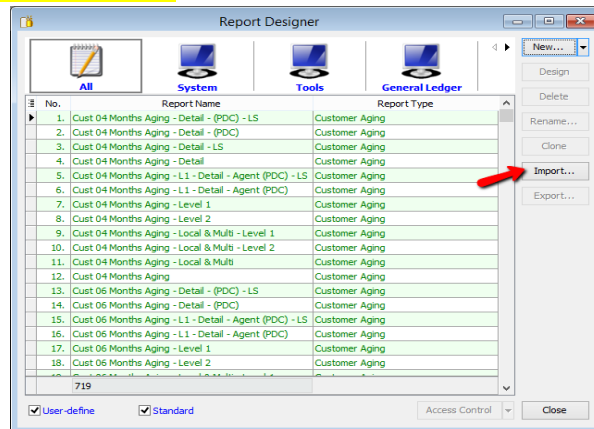 Report Designer
All
System
Tools
General Ledger
No. Report Name Report Type
1. Cust 04 Months Aging - Detail - (PDC) - LS Customer Aging
2. Cust 04 Months Aging - Detail - (PDC) Customer Aging
3. Cust 04 Months Aging - Detail - LS Customer Aging
4. Cust 04 Months Aging - Detail Customer Aging
5. Cust 04 Months Aging - L1 - Detail - Agent (PDC) - LS Customer Aging
6. Cust 04 Months Aging - L1 - Detail - Agent (PDC) Customer Aging
7. Cust 04 Months Aging - Level 1 Customer Aging
8. Cust 04 Months Aging - Level 2 Customer Aging
9. Cust 04 Months Aging - Local & Multi - Level 1 Customer Aging
10. Cust 04 Months Aging - Local & Multi - Level 2 Customer Aging
11. Cust 04 Months Aging - Local & Multi Customer Aging
12. Cust 04 Months Aging Customer Aging
13. Cust 06 Months Aging - Detail - (PDC) - LS Customer Aging
14. Cust 06 Months Aging - Detail - (PDC) Customer Aging
15. Cust 06 Months Aging - L1 - Detail - Agent (PDC) - LS Customer Aging
16. Cust 06 Months Aging - L1 - Detail - Agent (PDC) Customer Aging
17. Cust 06 Months Aging - Level 1 Customer Aging
18. Cust 06 Months Aging - Level 2 Customer Aging
719
User-define
Standard
New...
Design
Delete
Rename...
Clone
Import...
Export...
Access Control
Close